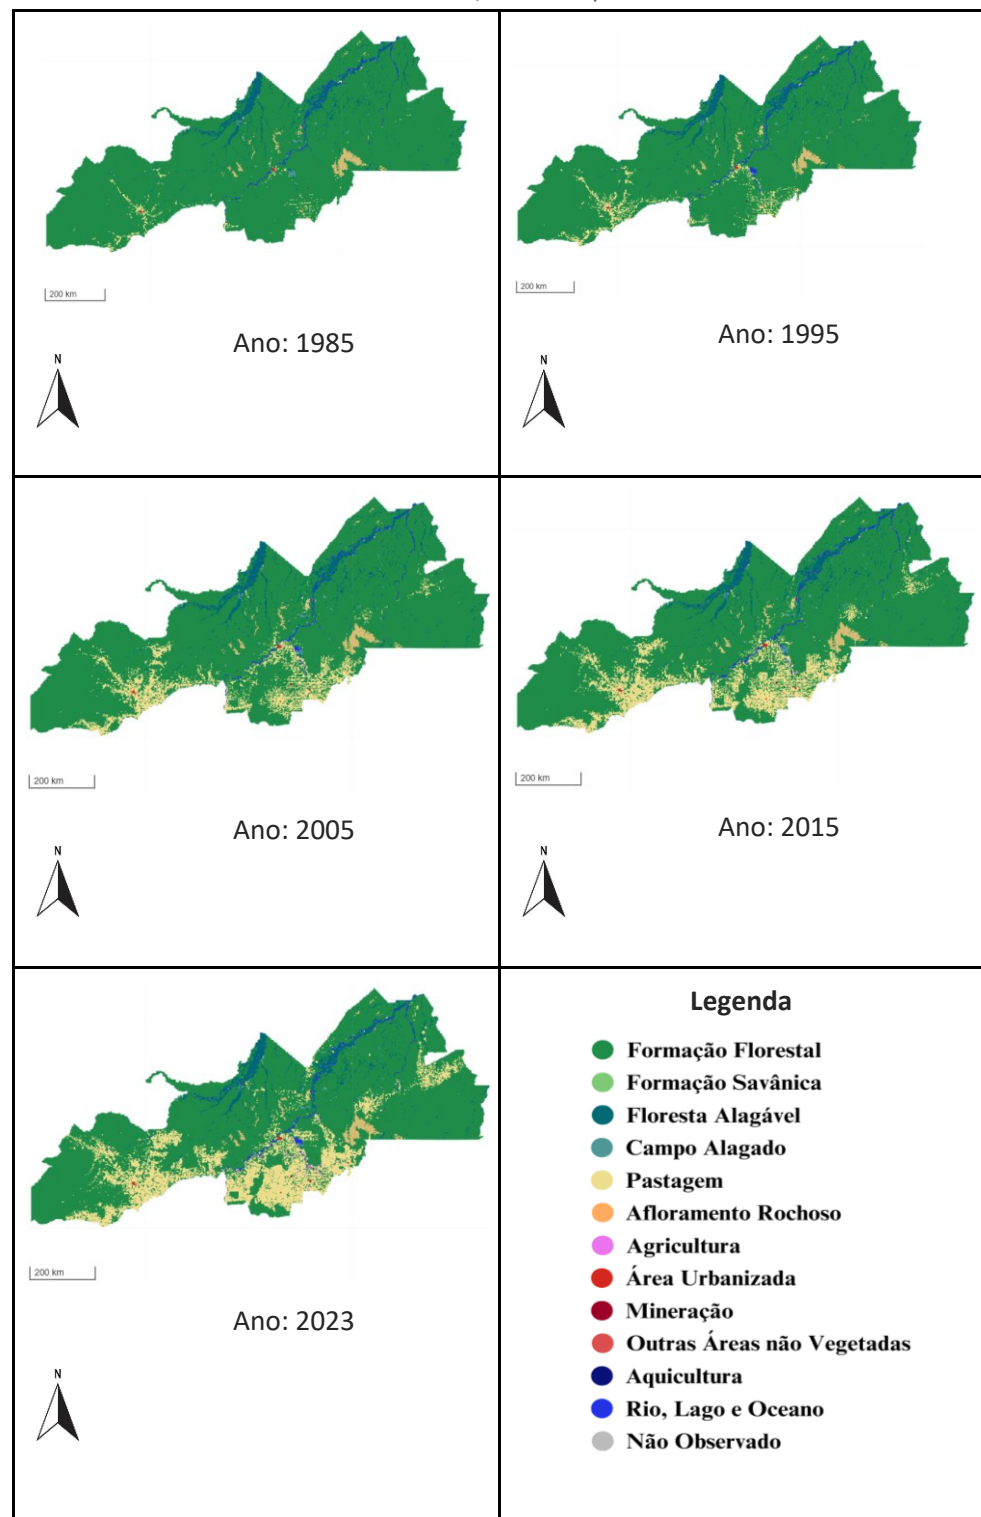 200 km
Ano: 1985
N
200 km
Ano: 1995
N
200 km
Ano: 2005
N
200 km
Ano: 2015
N
200 km
Ano: 2023
N
Legenda
Formação Florestal
Formação Savânica
Floresta Alagável
Campo Alagado
Pastagem
Afloramento Rochoso
Agricultura
Área Urbanizada
Mineração
Outras Áreas não Vegetadas
Aquicultura
Rio, Lago e Oceano
Não Observado